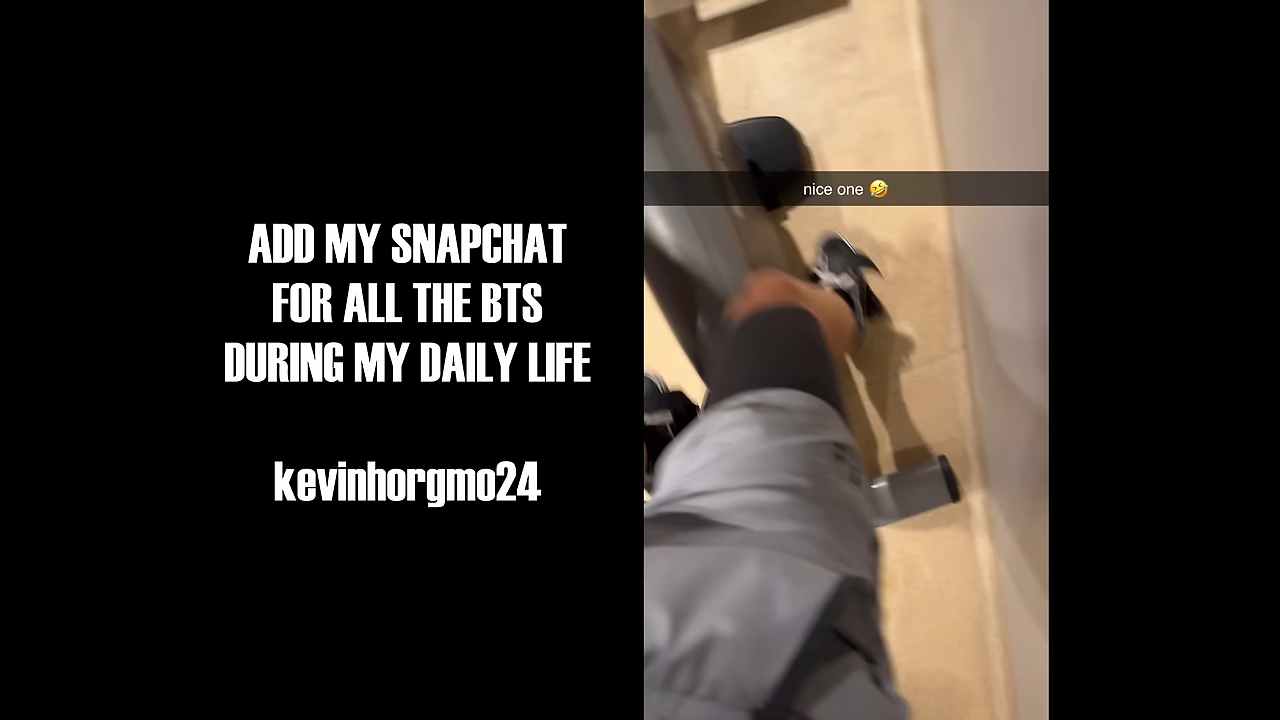 ADD MY SNAPCHAT
FOR ALL THE BTS
DURING MY DAILY LIFE
kevinhorgmo24
nice one 🤣